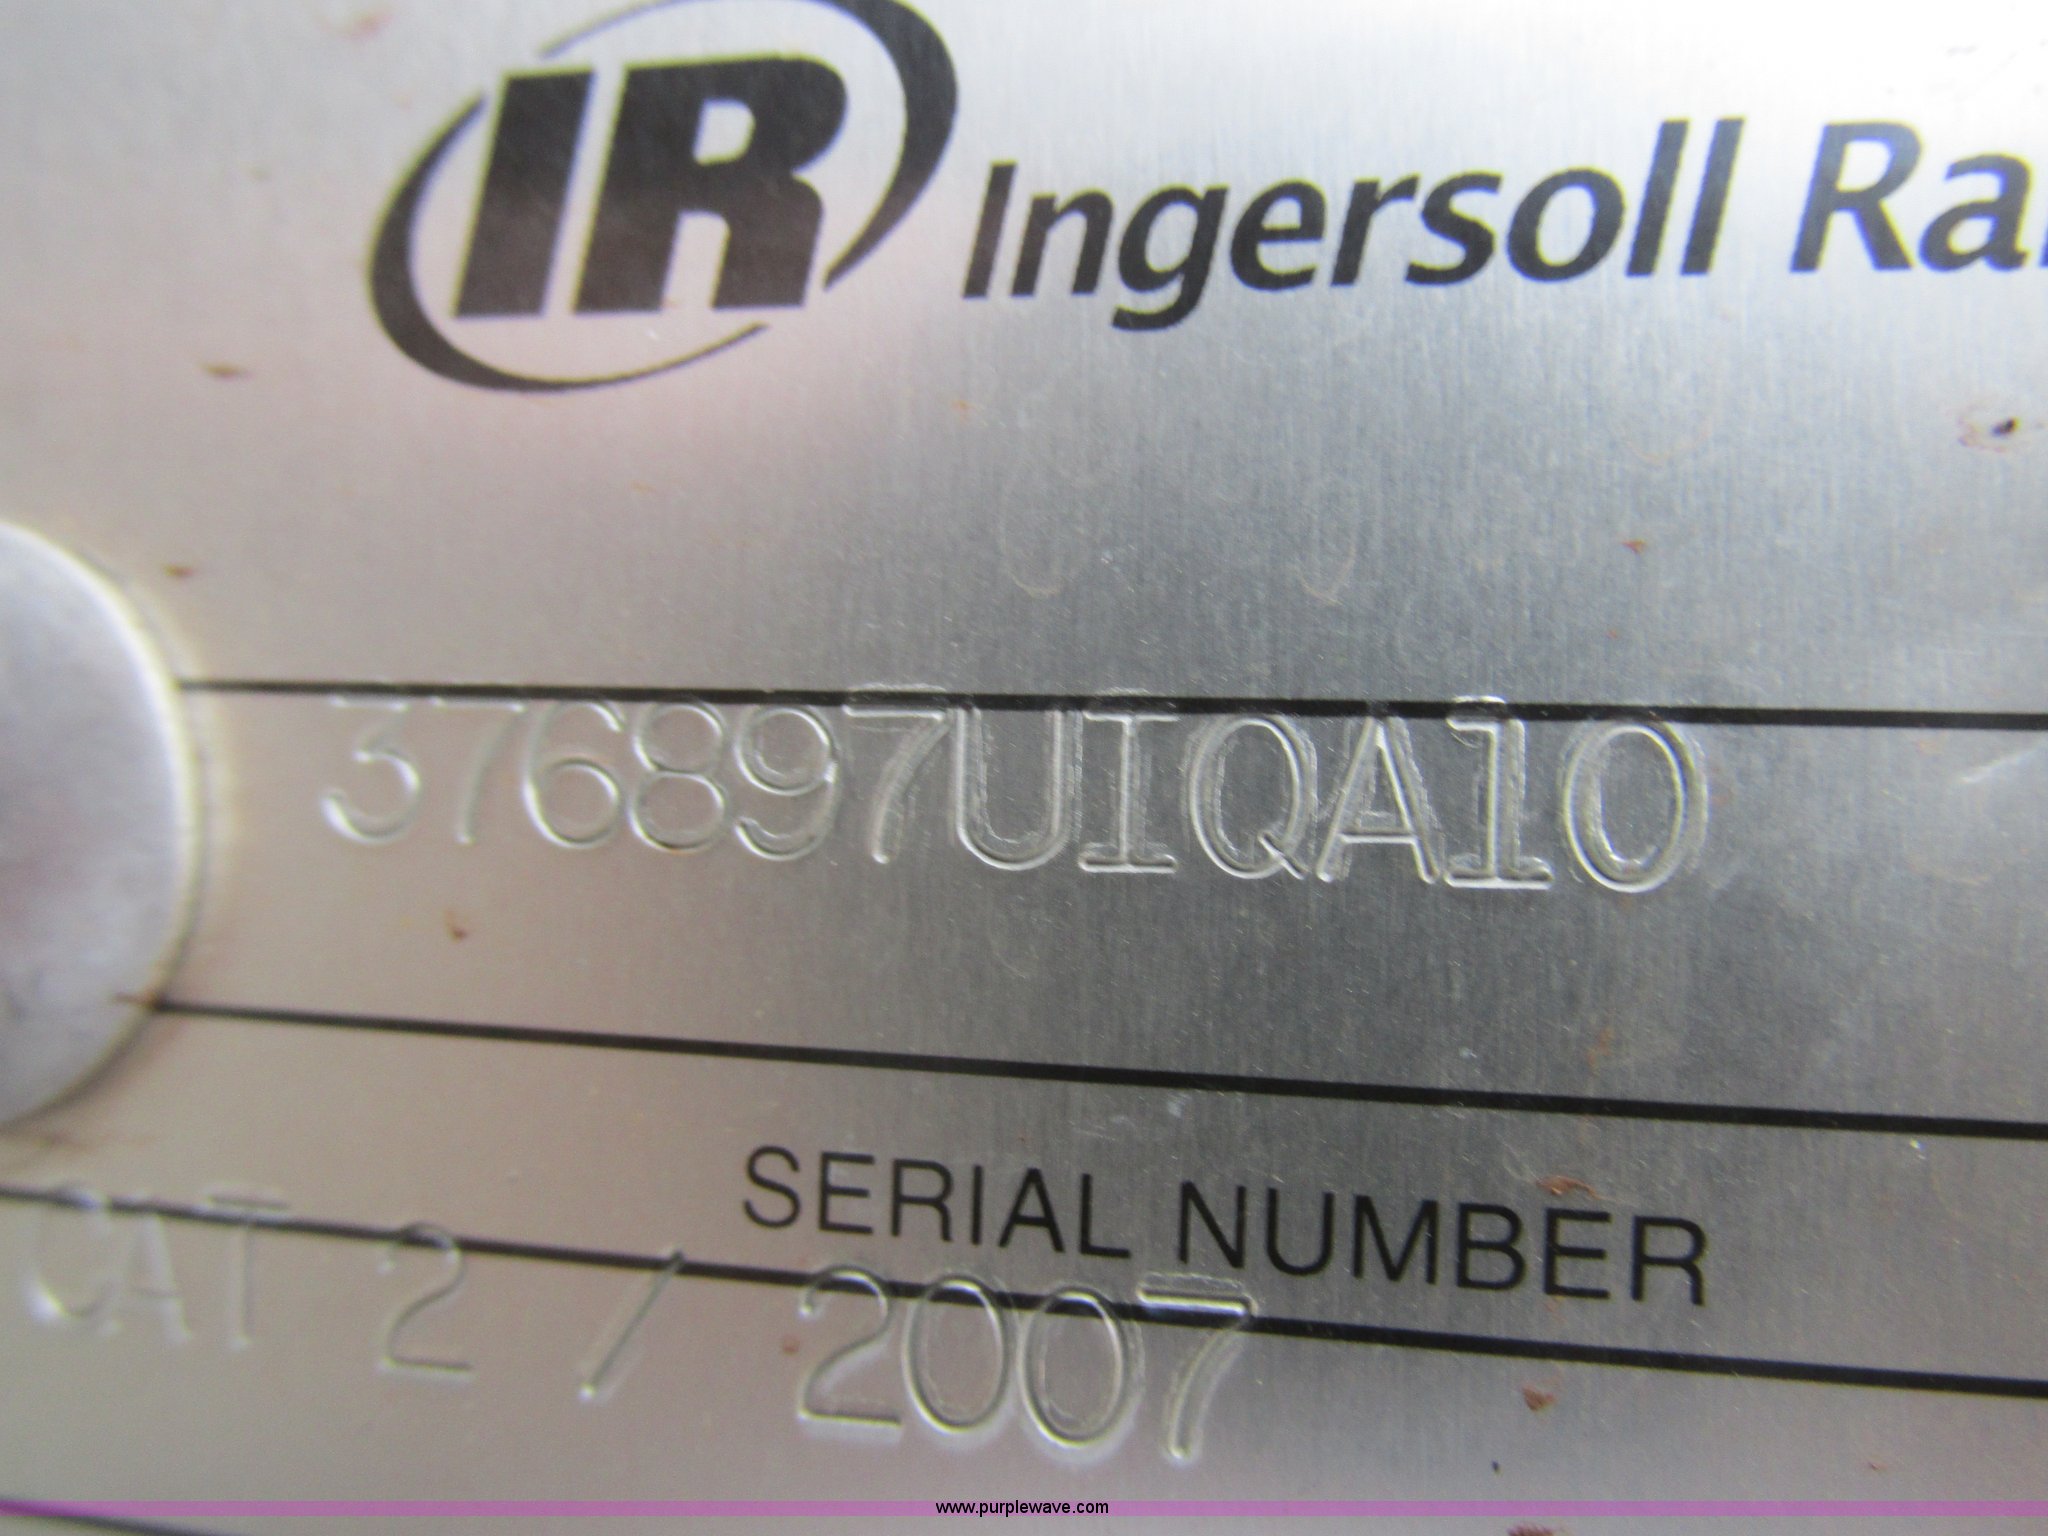 IR Ingersoll Ra
376897UIQA10
SERIAL NUMBER
CAT 2 / 2007
www.purplewave.com